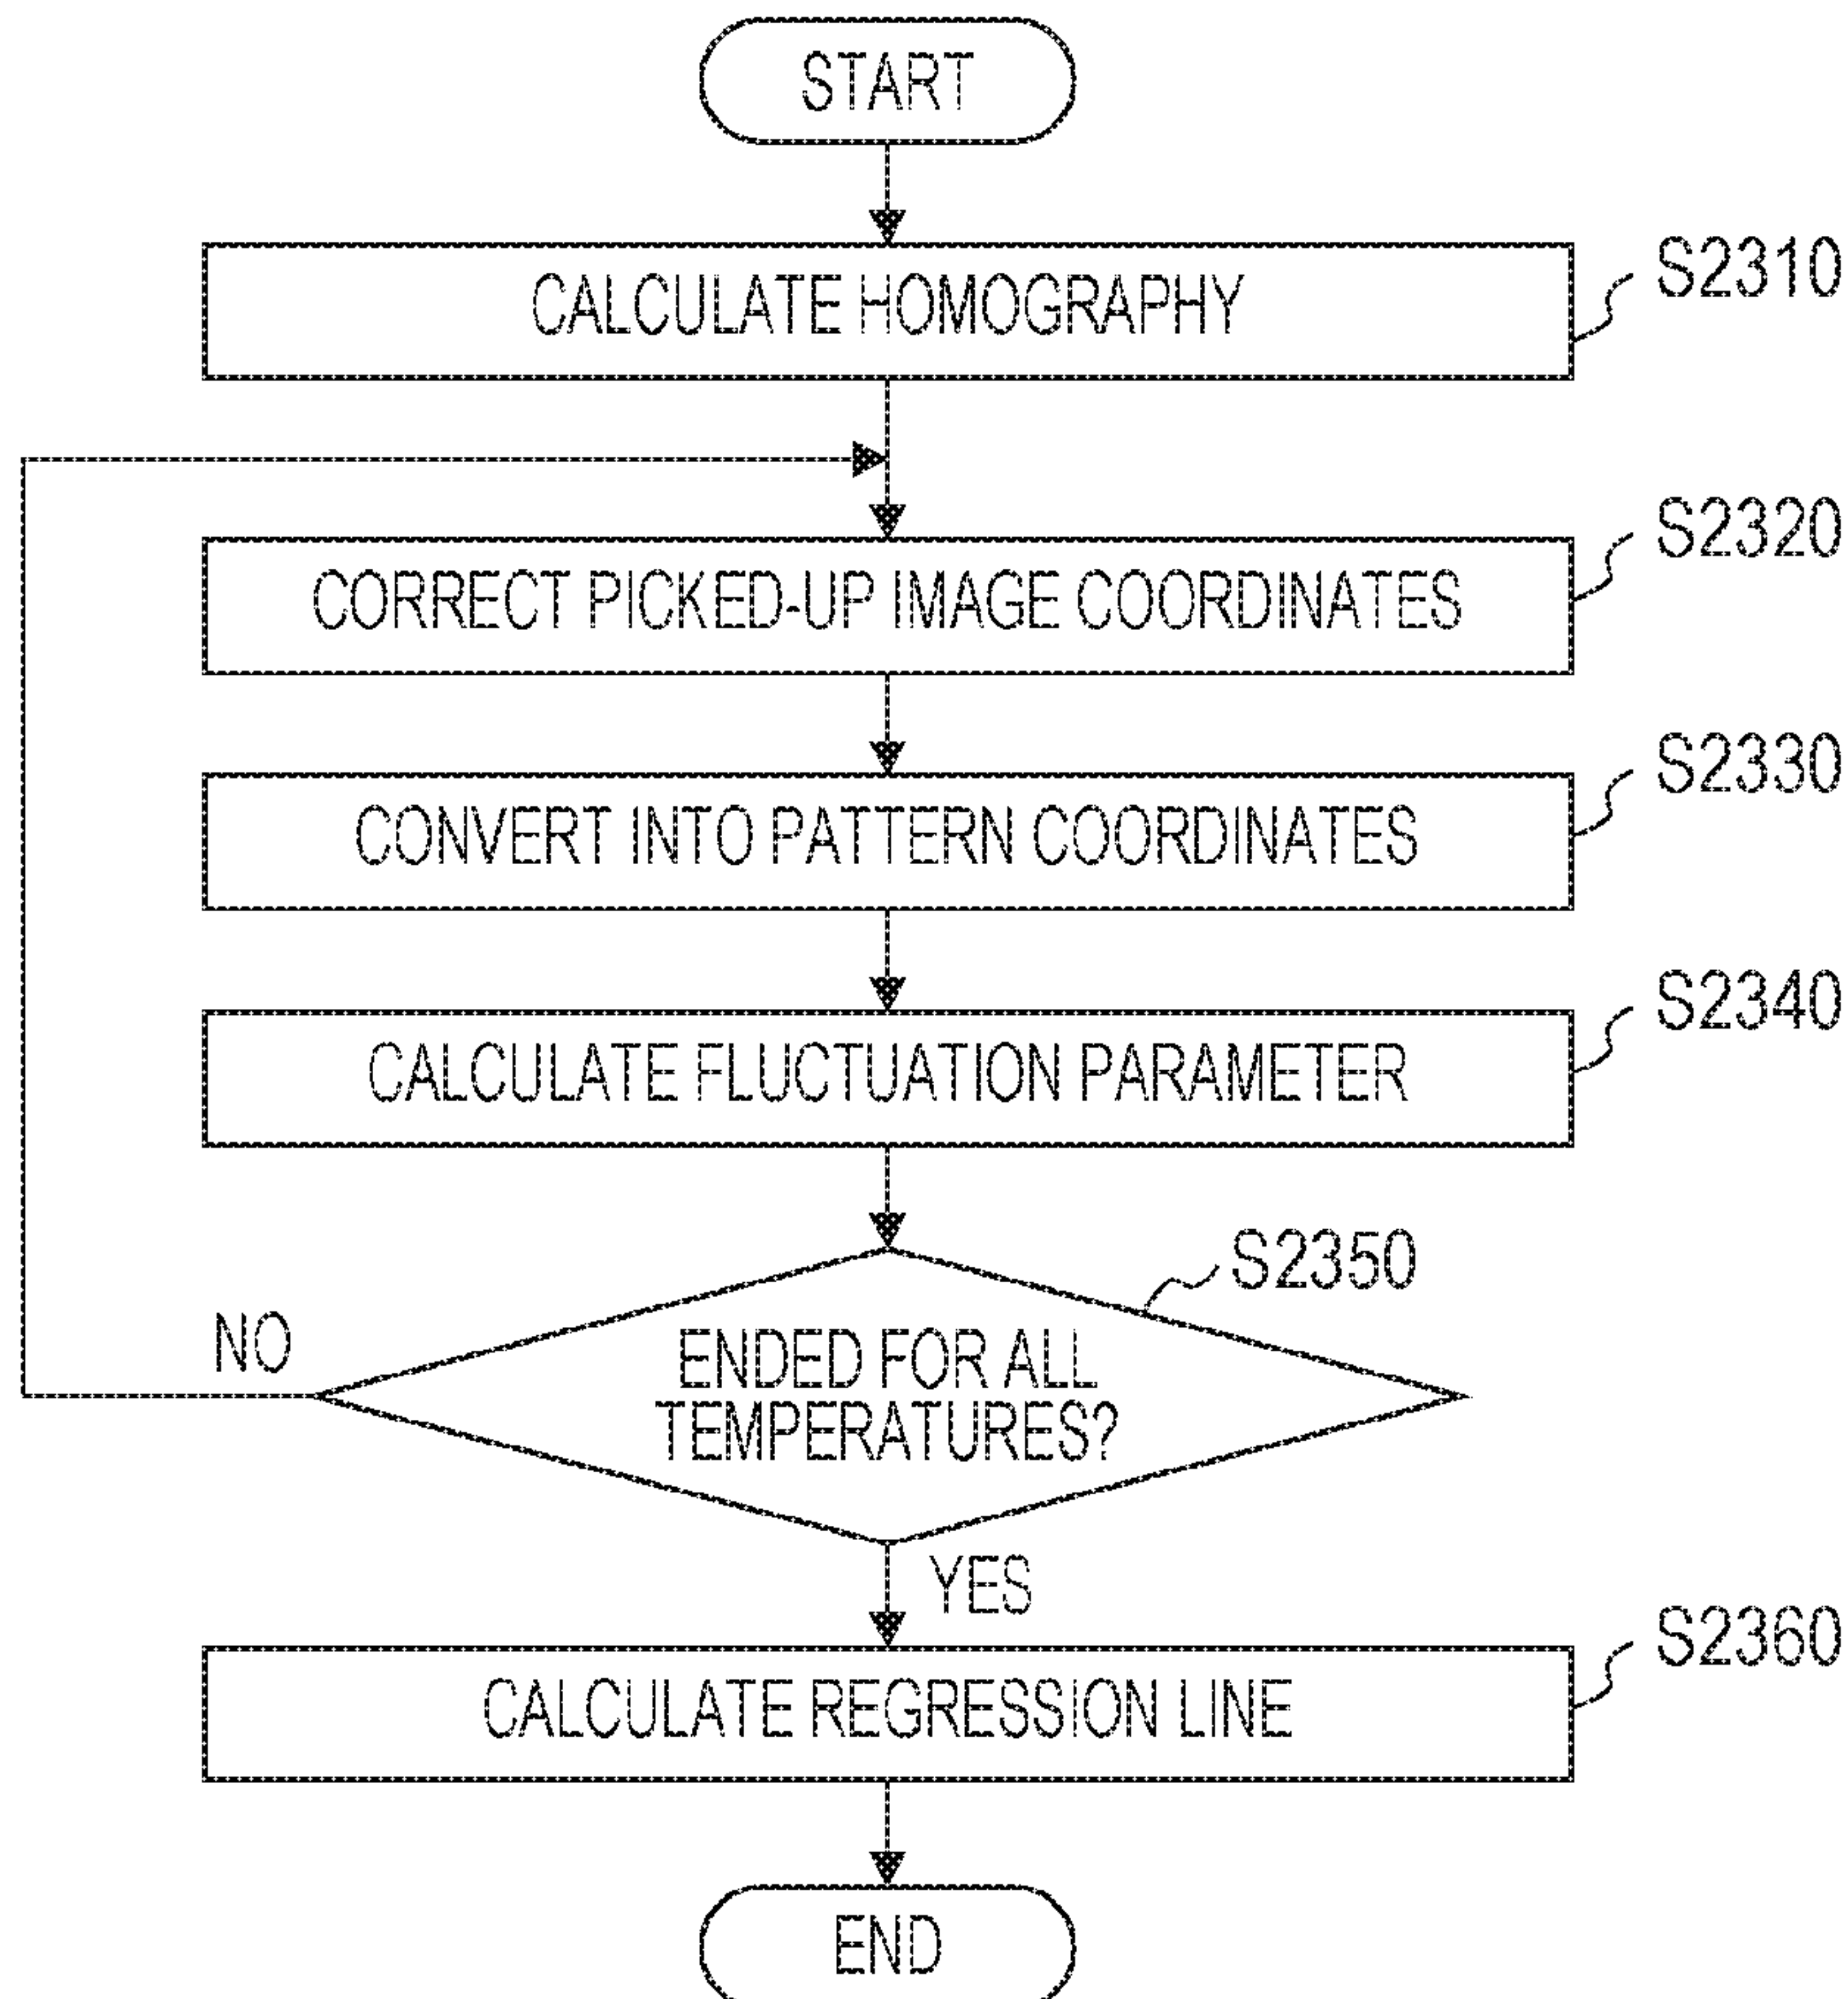 START
CALCULATE HOMOGRAPHY
S2310
CORRECT PICKED-UP IMAGE COORDINATES
S2320
CONVERT INTO PATTERN COORDINATES
S2330
CALCULATE FLUCTUATION PARAMETER
S2340
S2350
NO
ENDED FOR ALL
TEMPERATURES?
YES
CALCULATE REGRESSION LINE
S2360
END